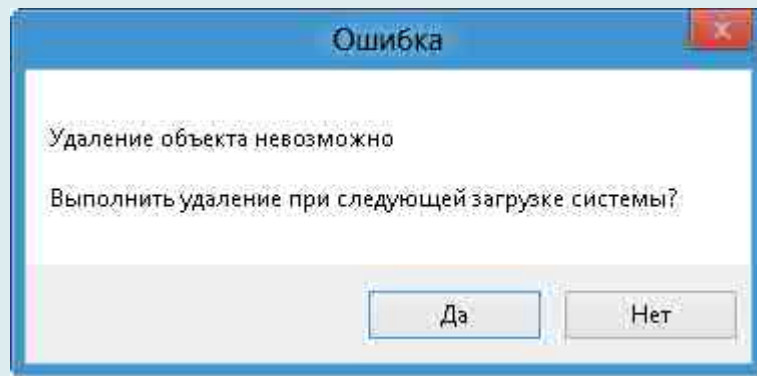 Ошибка
Удаление объекта невозможно
Выполнить удаление при следующей загрузке системы?
Да
Нет